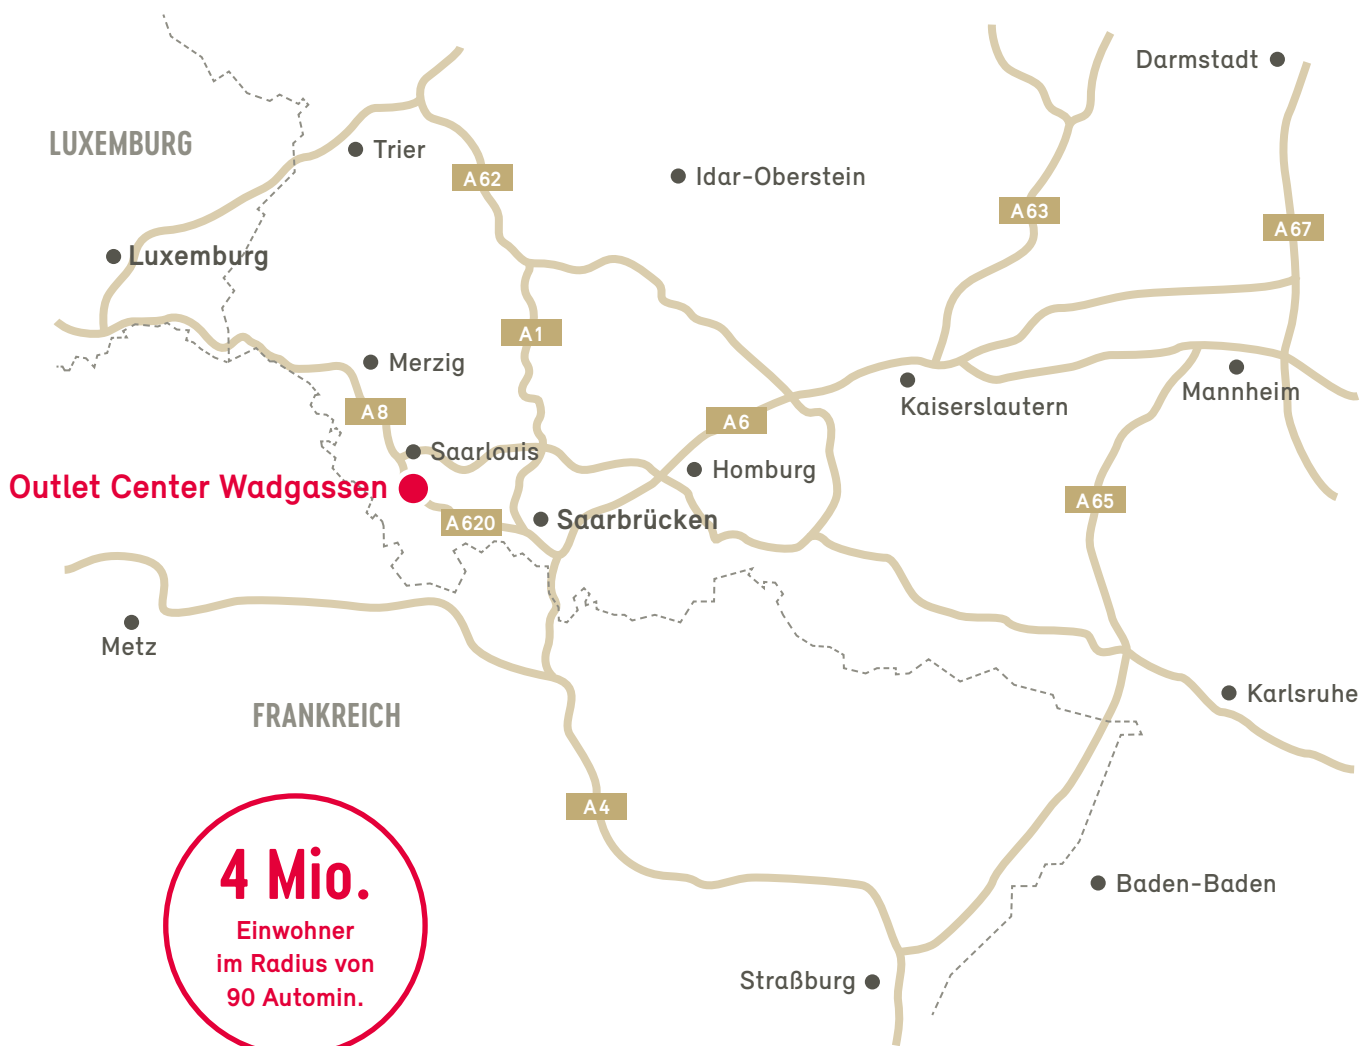 Darmstadt
LUXEMBURG
Trier
A62
Idar-Oberstein
A63
A67
Luxemburg
A1
Merzig
Mannheim
Kaiserslautern
A8
A6
Saarlouis
Homburg
Outlet Center Wadgassen
A65
A620
Saarbrücken
Metz
Karlsruhe
FRANKREICH
A4
4 Mio.
Einwohner
im Radius von
90 Automin.
Baden-Baden
Straßburg